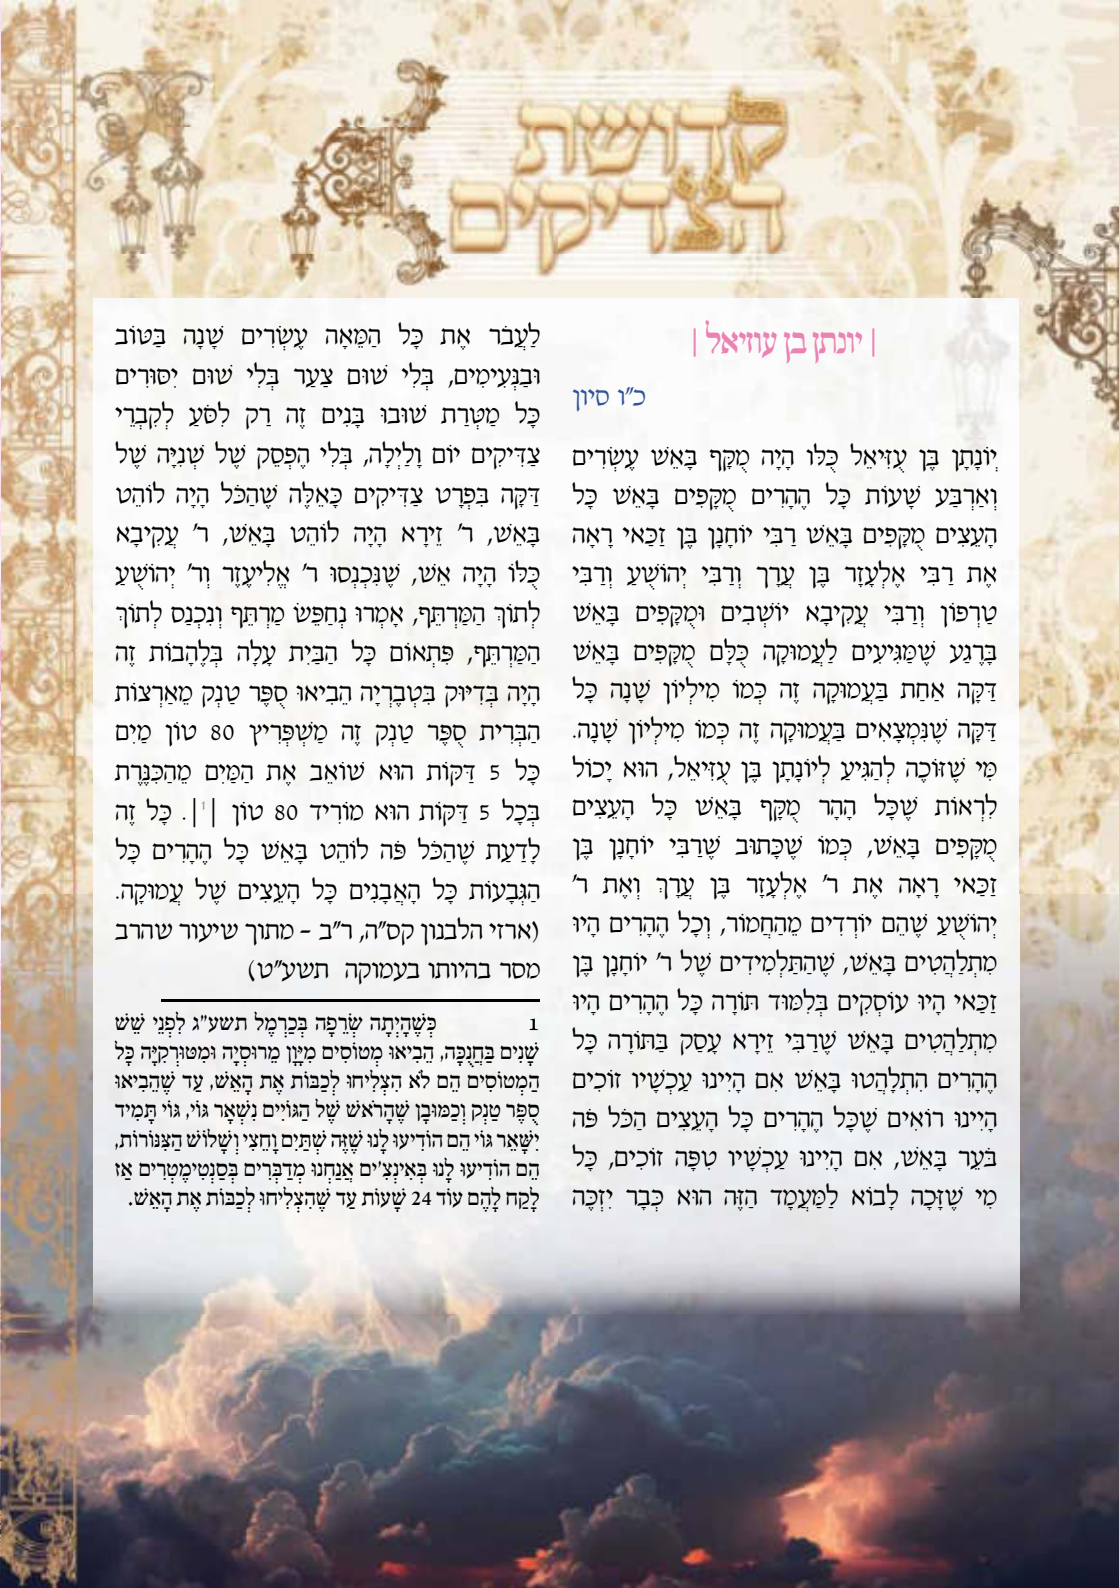 קדושת
הצדיקים
| יונתן בן עוזיאל |
כ"ו סיון
יְוֹנָתָן בֶּן עֻזִּיאֵל כֻּלּוֹ הָיָה מֻקָּף בָּאֵשׁ עֶשְׂרִים
וְאַרְבַּע שָׁעוֹת כָּל הֶהָרִים מֻקָּפִים בָּאֵשׁ כָּל
הָעֵצִים מֻקָּפִים בָּאֵשׁ רַבִּי יוֹחָנָן בֶּן זַכַּאי רָאָה
אֶת רַבִּי אֶלְעָזָר בֶּן עֲרָךְ וְרַבִּי יְהוֹשֻׁעַ וְרַבִּי
טַרְפוֹן וְרַבִּי עֲקִיבָא יוֹשְׁבִים וּמֻקָּפִים בָּאֵשׁ
בָּרֶגַע שֶׁמַּגִּיעִים לַעֲמוּקָה כֻּלָּם מֻקָּפִים בָּאֵשׁ
דַּקָּה אַחַת בַּעֲמוּקָה זֶה כְּמוֹ מִילְיוֹן שָׁנָה כָּל
דַּקָּה שֶׁנִּמְצָאִים בַּעֲמוּקָה זֶה כְּמוֹ מִילְיוֹן שָׁנָה.
מִּי שֶׁזּוֹכֶה לְהַגִּיעַ לְיוֹנָתָן בֶּן עֻזִּיאֵל, הוּא יָכוֹל
לִרְאוֹת שֶׁכָּל הָהָר מֻקָּף בָּאֵשׁ כָּל הָעֵצִים
מֻקָּפִים בָּאֵשׁ, כְּמוֹ שֶׁכָּתוּב שֶׁרַבִּי יוֹחָנָן בֶּן
זַכַּאי רָאָה אֶת ר' אֶלְעָזָר בֶּן עֲרָךְ וְאֶת ר'
יְהוֹשֻׁעַ שֶׁהֵם יוֹרְדִים מֵהַחֲמוֹר, וְכָל הֶהָרִים הָיוּ
מִתְלַהֲטִים בָּאֵשׁ, שֶׁהַתַּלְמִידִים שֶׁל ר' יוֹחָנָן בֶּן
זַכַּאי הָיוּ עוֹסְקִים בְּלִמּוּד תּוֹרָה כָּל הֶהָרִים הָיוּ
מִתְלַהֲטִים בָּאֵשׁ שֶׁרַבִּי זֵירָא עָסַק בַּתּוֹרָה כָּל
הֶהָרִים הִתְלָהֲטוּ בָּאֵשׁ אִם הָיִינוּ עַכְשָׁיו זוֹכִים
הָיִינוּ רוֹאִים שֶׁכָּל הֶהָרִים כָּל הָעֵצִים הַכֹּל פֹּה
בֹּעֵר בָּאֵשׁ, אִם הָיִינוּ עַכְשָׁיו טִפָּה זוֹכִים, כָּל
מִי שֶׁזָּכָה לָבוֹא לַמַּעֲמָד הַזֶּה הוּא כְּבָר יִזְכֶּה
לַעֲבֹר אֶת כָּל הַמֵּאָה עֶשְׂרִים שָׁנָה בַּטּוֹב
וּבַנְּעִימִים, בְּלִי שׁוּם צַעַר בְּלִי שׁוּם יִסּוּרִים
כָּל מַטְּרַת שׁוּבוּ בָּנִים זֶה רַק לִסֹּעַ לְקִבְרֵי
צַדִּיקִים יוֹם וָלַיְלָה, בְּלִי הֶפְסֵק שֶׁל שְׁנִיָּה שֶׁל
דַּקָּה בִּפְרָט צַדִּיקִים כָּאֵלֶּה שֶׁהַכֹּל הָיָה לוֹהֵט
בָּאֵשׁ, ר' זֵירָא הָיָה לוֹהֵט בָּאֵשׁ, ר' עֲקִיבָא
כֻּלּוֹ הָיָה אֵשׁ, שֶׁנִּכְנְסוּ ר' אֱלִיעֶזֶר וְר' יְהוֹשֻׁעַ
לְתוֹךְ הַמַּרְתֵּף, אָמְרוּ נְחַפֵּשׂ מַרְתֵּף וְנִכְנַס לְתוֹךְ
הַמַּרְתֵּף, פִּתְאוֹם כָּל הַבַּיִת עָלָה בְּלֶהָבוֹת זֶה
הָיָה בְּדִיּוּק בִּטְבֶרְיָה הֵבִיאוּ סֻפֶּר טַנְק מֵאַרְצוֹת
הַבְּרִית סֻפֶּר טַנְק זֶה מַשְׁפְּרִיץ 80 טוֹן מַיִם
כָּל 5 דַּקּוֹת הוּא שׁוֹאֵב אֶת הַמַּיִם מֵהַכִּנֶּרֶת
בְּכָל 5 דַּקּוֹת הוּא מוֹרִיד 80 טוֹן |1|. כָּל זֶה
לָדַעַת שֶׁהַכֹּל פֹּה לוֹהֵט בָּאֵשׁ כָּל הֶהָרִים כָּל
הַגְּבָעוֹת כָּל הָאֲבָנִים כָּל הָעֵצִים שֶׁל עֲמוּקָה.
(ארזי הלבנון קס"ה, ר"ב - מתוך שיעור שהרב
מסר בהיותו בעמוקה תשע"ט)
1 כְּשֶׁהָיְתָה שְׂרֵפָה בְּכַרְמֶל תשע"ג לִפְנֵי שֵׁשׁ
שָׁנִים בַּחֲנֻכָּה, הֵבִיאוּ מְטוֹסִים מִיָּוָן מֵרוּסְיָה וּמִטּוּרְקִיָּה כָּל
הַמְטוֹסִים הֵם לֹא הִצְלִיחוּ לְכַבּוֹת אֶת הָאֵשׁ, עַד שֶׁהֵבִיאוּ
סֻפֶּר טַנְק וְכַמּוּבָן שֶׁהָרֹאשׁ שֶׁל הַגּוֹיִים נִשְׁאָר גּוֹי, גּוֹי תָּמִיד
יִשָּׁאֵר גּוֹי הֵם הוֹדִיעוּ לָנוּ שֶׁזֶּה שְׁתַּיִם וָחֵצִי וְשָׁלוֹשׁ הַצִּנּוֹרוֹת,
הֵם הוֹדִיעוּ לָנוּ בְּאִינְצִ'ים אֲנַחְנוּ מְדַבְּרִים בְּסַנְטִימֶטְרִים אַז
לָקַח לָהֶם עוֹד 24 שָׁעוֹת עַד שֶׁהִצְלִיחוּ לְכַבּוֹת אֶת הָאֵשׁ.